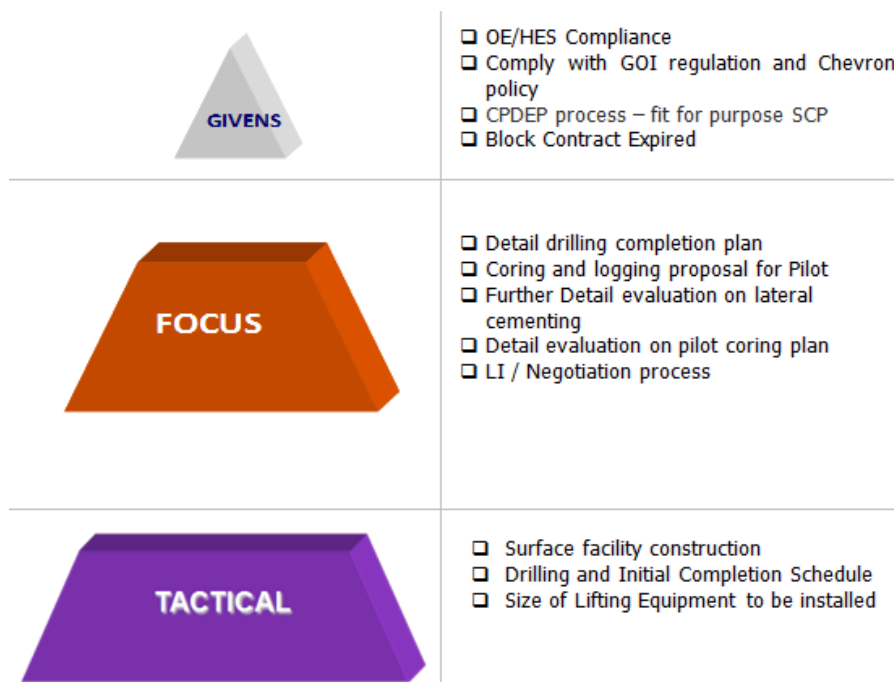 GIVENS
OE/HES Compliance
Comply with GOI regulation and Chevron
policy
CPDEP process – fit for purpose SCP
Block Contract Expired
FOCUS
Detail drilling completion plan
Coring and logging proposal for Pilot
Further Detail evaluation on lateral
cementing
Detail evaluation on pilot coring plan
LI / Negotiation process
TACTICAL
Surface facility construction
Drilling and Initial Completion Schedule
Size of Lifting Equipment to be installed